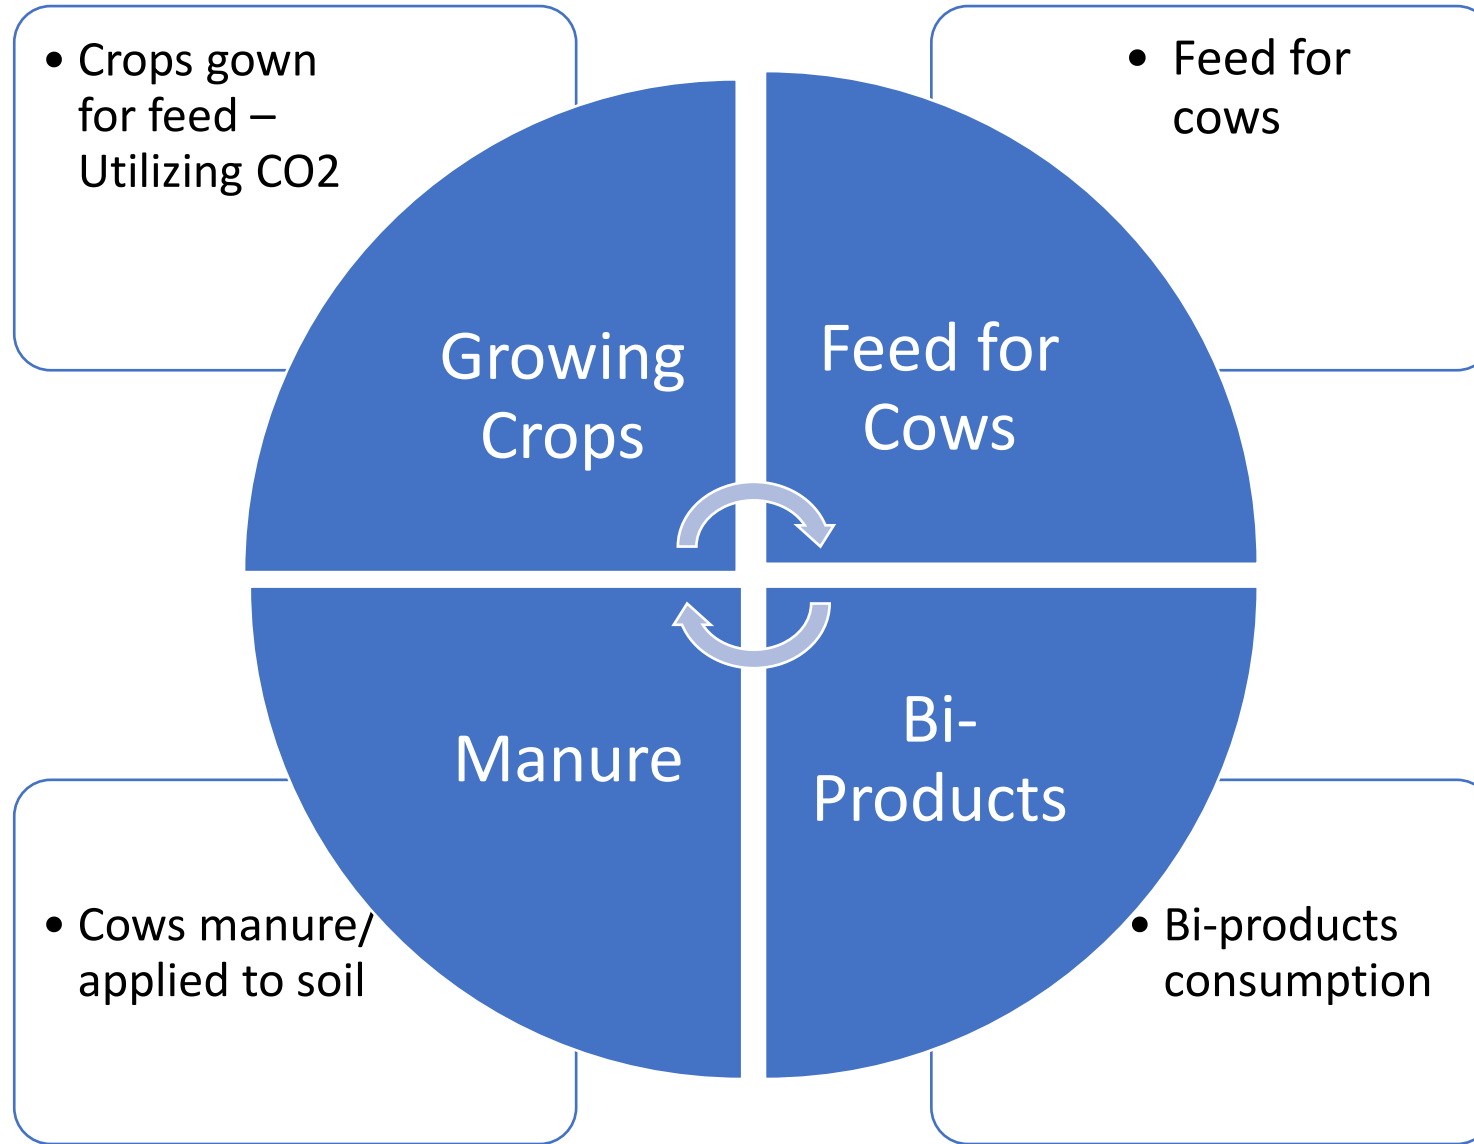 • Crops gown
for feed –
Utilizing CO2
• Feed for
cows
Growing
Crops
Feed for
Cows
Manure
Bi-
Products
• Cows manure/
applied to soil
• Bi-products
consumption